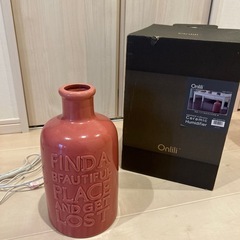 FIND A
BEAUTIFUL
PLACE
AND GET
LOST
Onlili
Ceramic
Humidifier
Onlili